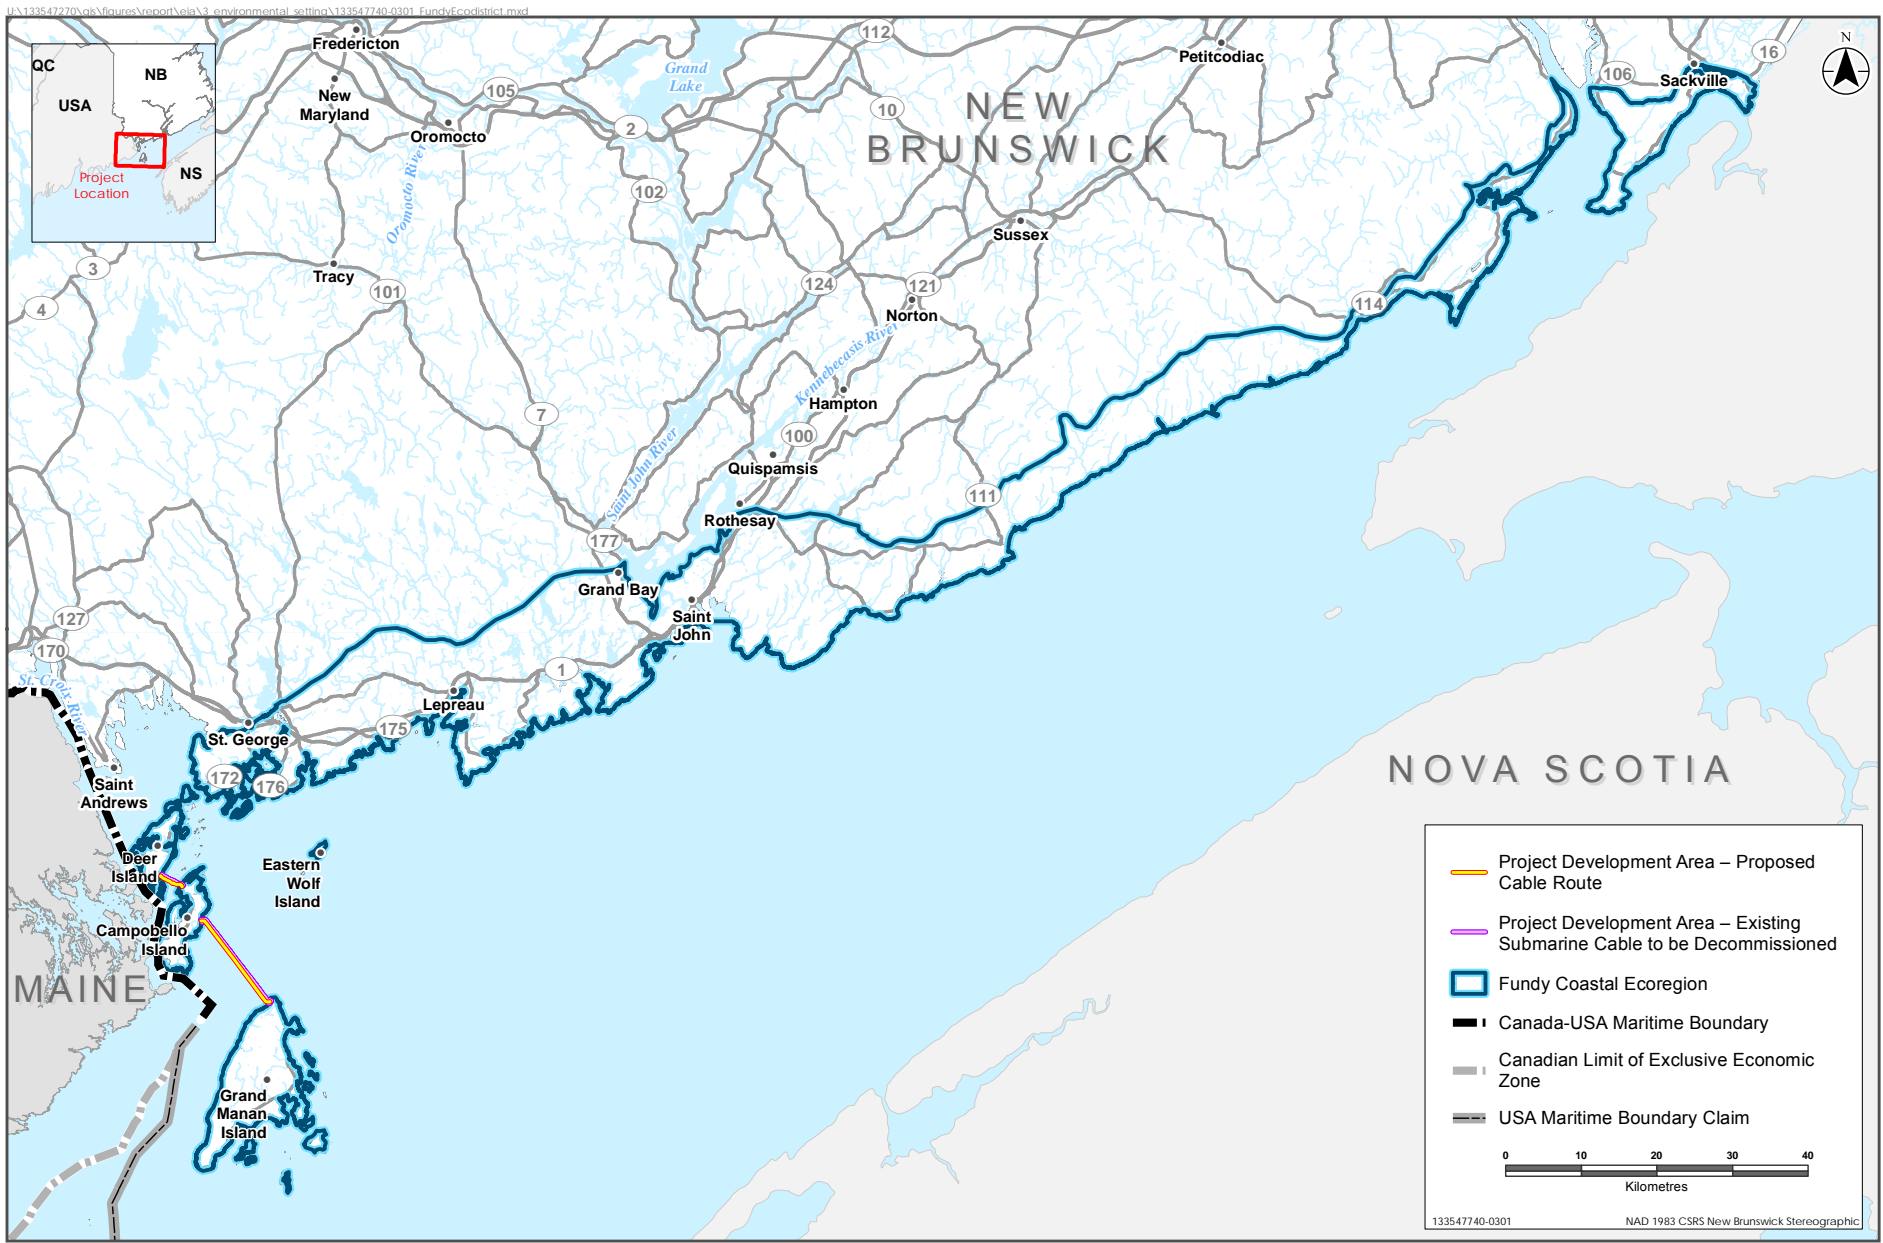 U:\133547270\gis\figures\report\eia\3_environmental_setting\133547740-0301_FundyEcodistrict.mxd
QC
NB
USA
NS
Project
Location
N
Fredericton
New
Maryland
Oromocto
Oromocto River
Grand
Lake
112
105
2
10
102
NEW
BRUNSWICK
Petitcodiac
106
16
Sackville
3
4
Tracy
101
Sussex
124
121
Norton
114
Kennebecasis River
Hampton
7
100
Saint John River
Quispamsis
111
Rothesay
177
Grand Bay
127
170
Saint
John
1
St. Croix River
Lepreau
175
St. George
172
176
Saint
Andrews
Deer
Island
Eastern
Wolf
Island
Campobello
Island
MAINE
Grand
Manan
Island
NOVA SCOTIA
Project Development Area – Proposed
Cable Route
Project Development Area – Existing
Submarine Cable to be Decommissioned
Fundy Coastal Ecoregion
Canada-USA Maritime Boundary
Canadian Limit of Exclusive Economic
Zone
USA Maritime Boundary Claim
0 10 20 30 40
Kilometres
133547740-0301
NAD 1983 CSRS New Brunswick Stereographic